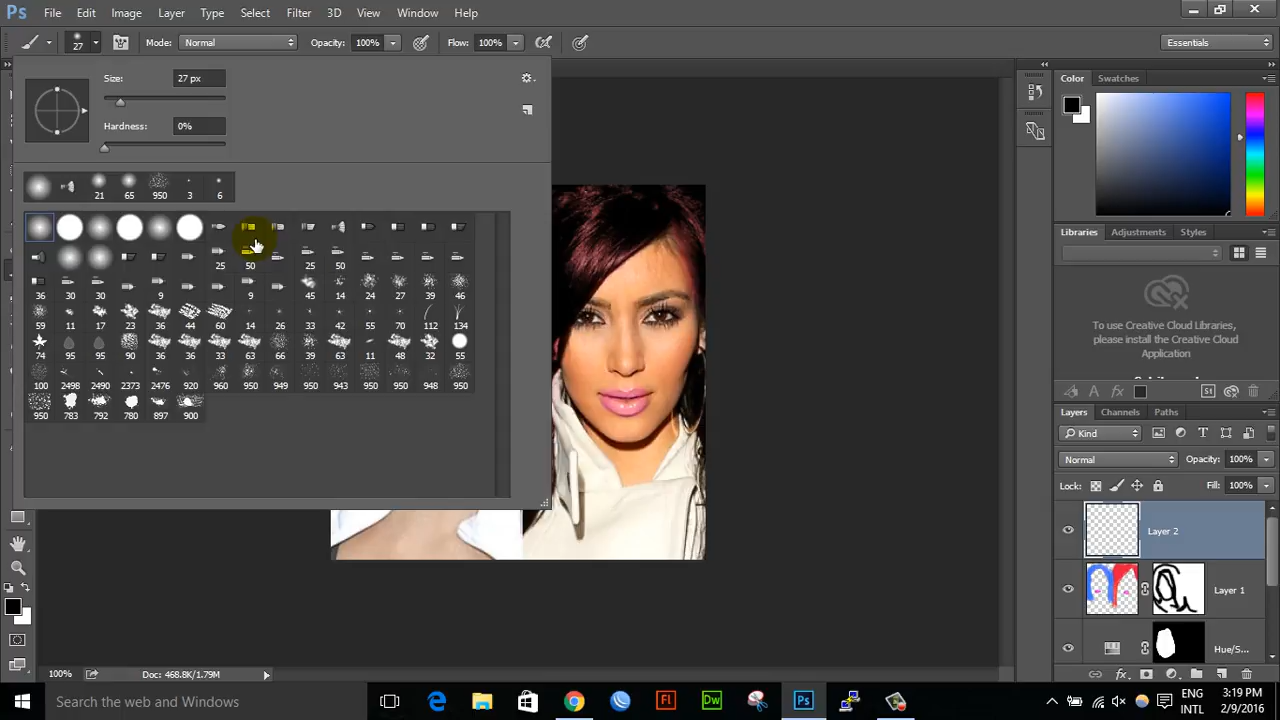 Ps File Edit Image Layer Type Select Filter 3D View Window Help
27 Mode: Normal Opacity: 100% Flow: 100% Essentials
Size: 27 px
Hardness: 0%
21 65 950 3 6
25 50 25 50
36 30 30 9 9 45 14 24 27 39 46
59 11 17 23 36 44 60 14 26 33 42 55 70 112 134
74 95 95 90 36 36 33 63 66 39 63 11 48 32 55
100 2498 2490 2373 2476 920 960 950 949 950 943 950 950 948 950
950 783 792 780 897 900
Color Swatches
Libraries Adjustments Styles
To use Creative Cloud Libraries,
please install the Creative Cloud
Application
Layers Channels Paths
Kind
Normal Opacity: 100%
Lock: Fill: 100%
Layer 2
Layer 1
Hue/S...
100% Doc: 468.8K/1.79M
Search the web and Windows
Fl Dw Ps
ENG 3:19 PM
INTL 2/9/2016